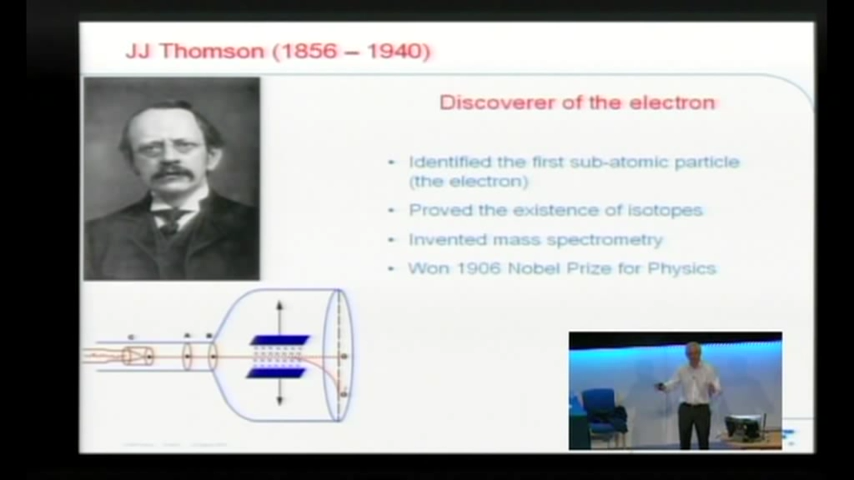 JJ Thomson (1856 – 1940)
Discoverer of the electron
• Identified the first sub-atomic particle
(the electron)
• Proved the existence of isotopes
• Invented mass spectrometry
• Won 1906 Nobel Prize for Physics